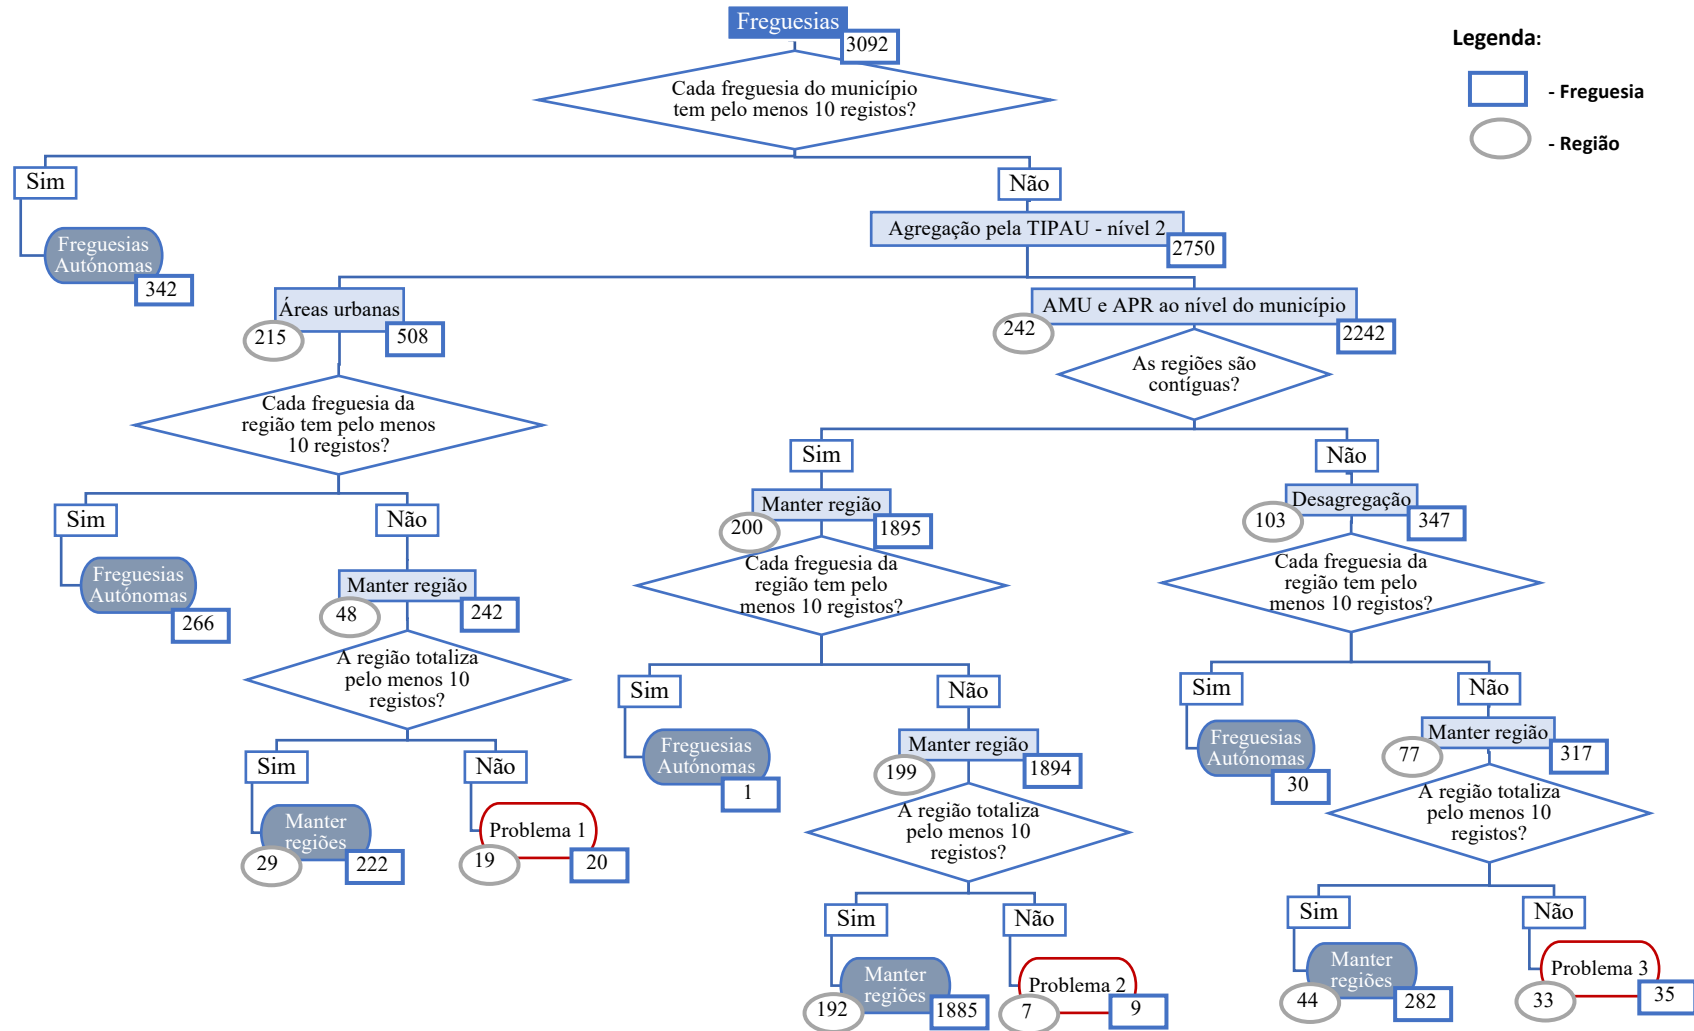 Freguesias
3092
Legenda:
- Freguesia
- Região
Cada freguesia do município
tem pelo menos 10 registos?
Sim
Não
Freguesias
Autónomas
342
Agregação pela TIPAU - nível 2
2750
Áreas urbanas
215
508
AMU e APR ao nível do município
242
2242
As regiões são
contíguas?
Cada freguesia da
região tem pelo menos
10 registos?
Sim
Não
Sim
Não
Freguesias
Autónomas
266
Manter região
48
242
A região totaliza
pelo menos 10
registos?
Sim
Não
Manter
regiões
29
222
Problema 1
19
20
Manter região
200
1895
Cada freguesia da
região tem pelo
menos 10 registos?
Sim
Não
Freguesias
Autónomas
1
Manter região
199
1894
A região totaliza
pelo menos 10
registos?
Sim
Não
Manter
regiões
192
1885
Problema 2
7
9
Desagregação
103
347
Cada freguesia da
região tem pelo
menos 10 registos?
Sim
Não
Freguesias
Autónomas
30
Manter região
77
317
A região totaliza
pelo menos 10
registos?
Sim
Não
Manter
regiões
44
282
Problema 3
33
35